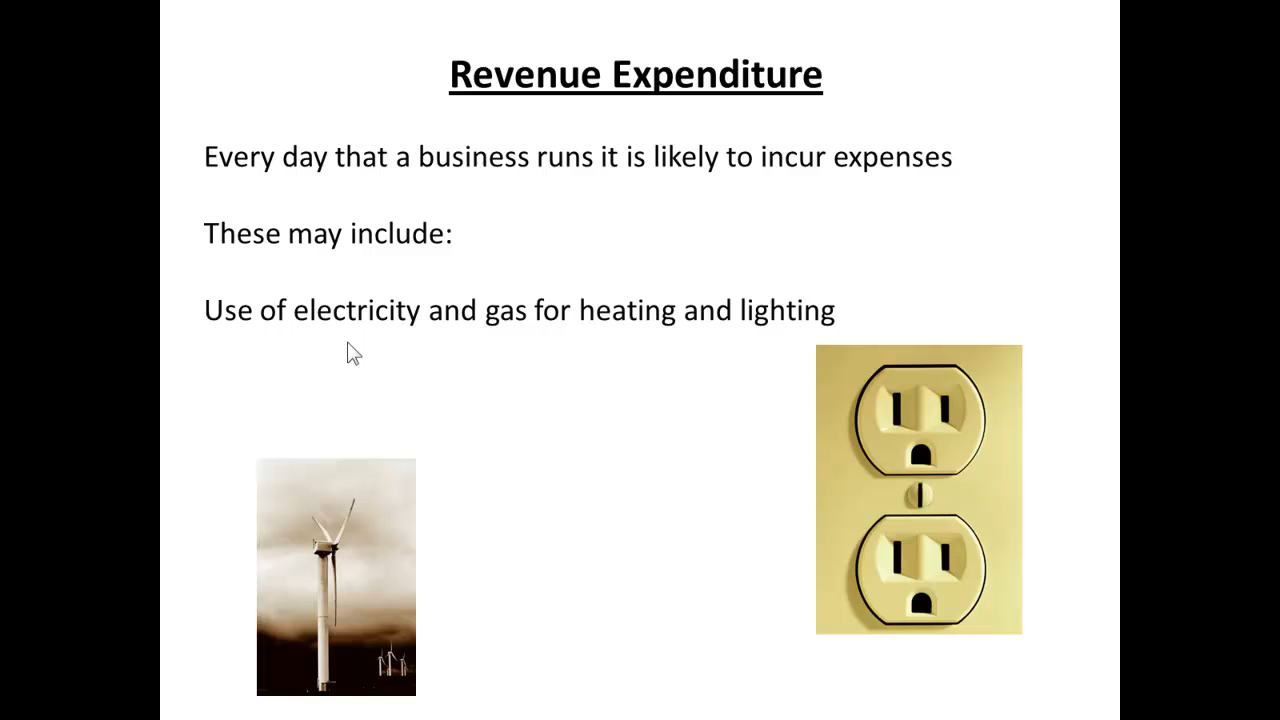 Revenue Expenditure
Every day that a business runs it is likely to incur expenses
These may include:
Use of electricity and gas for heating and lighting